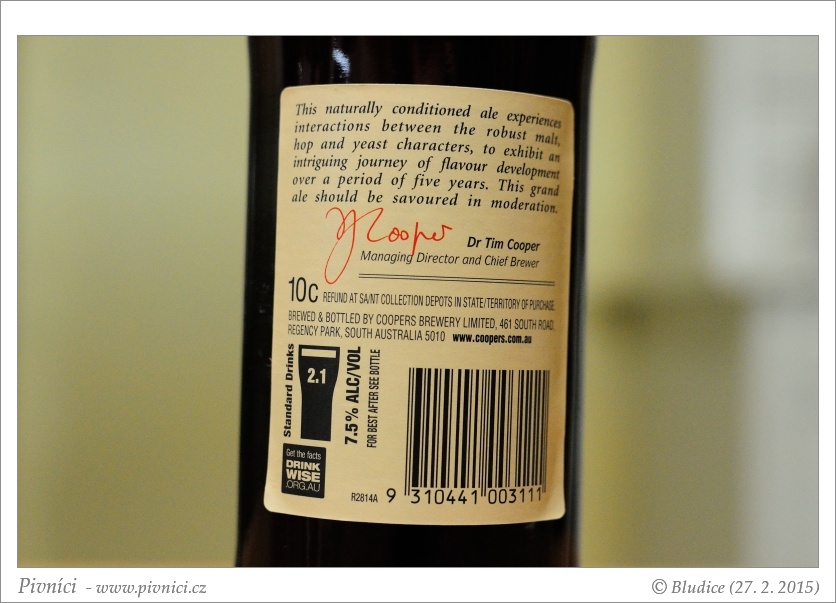 This naturally conditioned ale experiences
interactions between the robust malt,
hop and yeast characters, to exhibit an
intriguing journey of flavour development
over a period of five years. This grand
ale should be savoured in moderation.
TCooper
Dr Tim Cooper
Managing Director and Chief Brewer
10c REFUND AT SA/NT COLLECTION DEPOTS IN STATE/TERRITORY OF PURCHASE.
BREWED & BOTTLED BY COOPERS BREWERY LIMITED, 461 SOUTH ROAD,
REGENCY PARK, SOUTH AUSTRALIA 5010 www.coopers.com.au
Standard Drinks
2.1
7.5% ALC/VOL
FOR BEST AFTER SEE BOTTLE
Get the facts
DRINK
WISE
.ORG.AU
R2814A
9 310441 003111
Pivníci - www.pivnici.cz
© Bludice (27. 2. 2015)